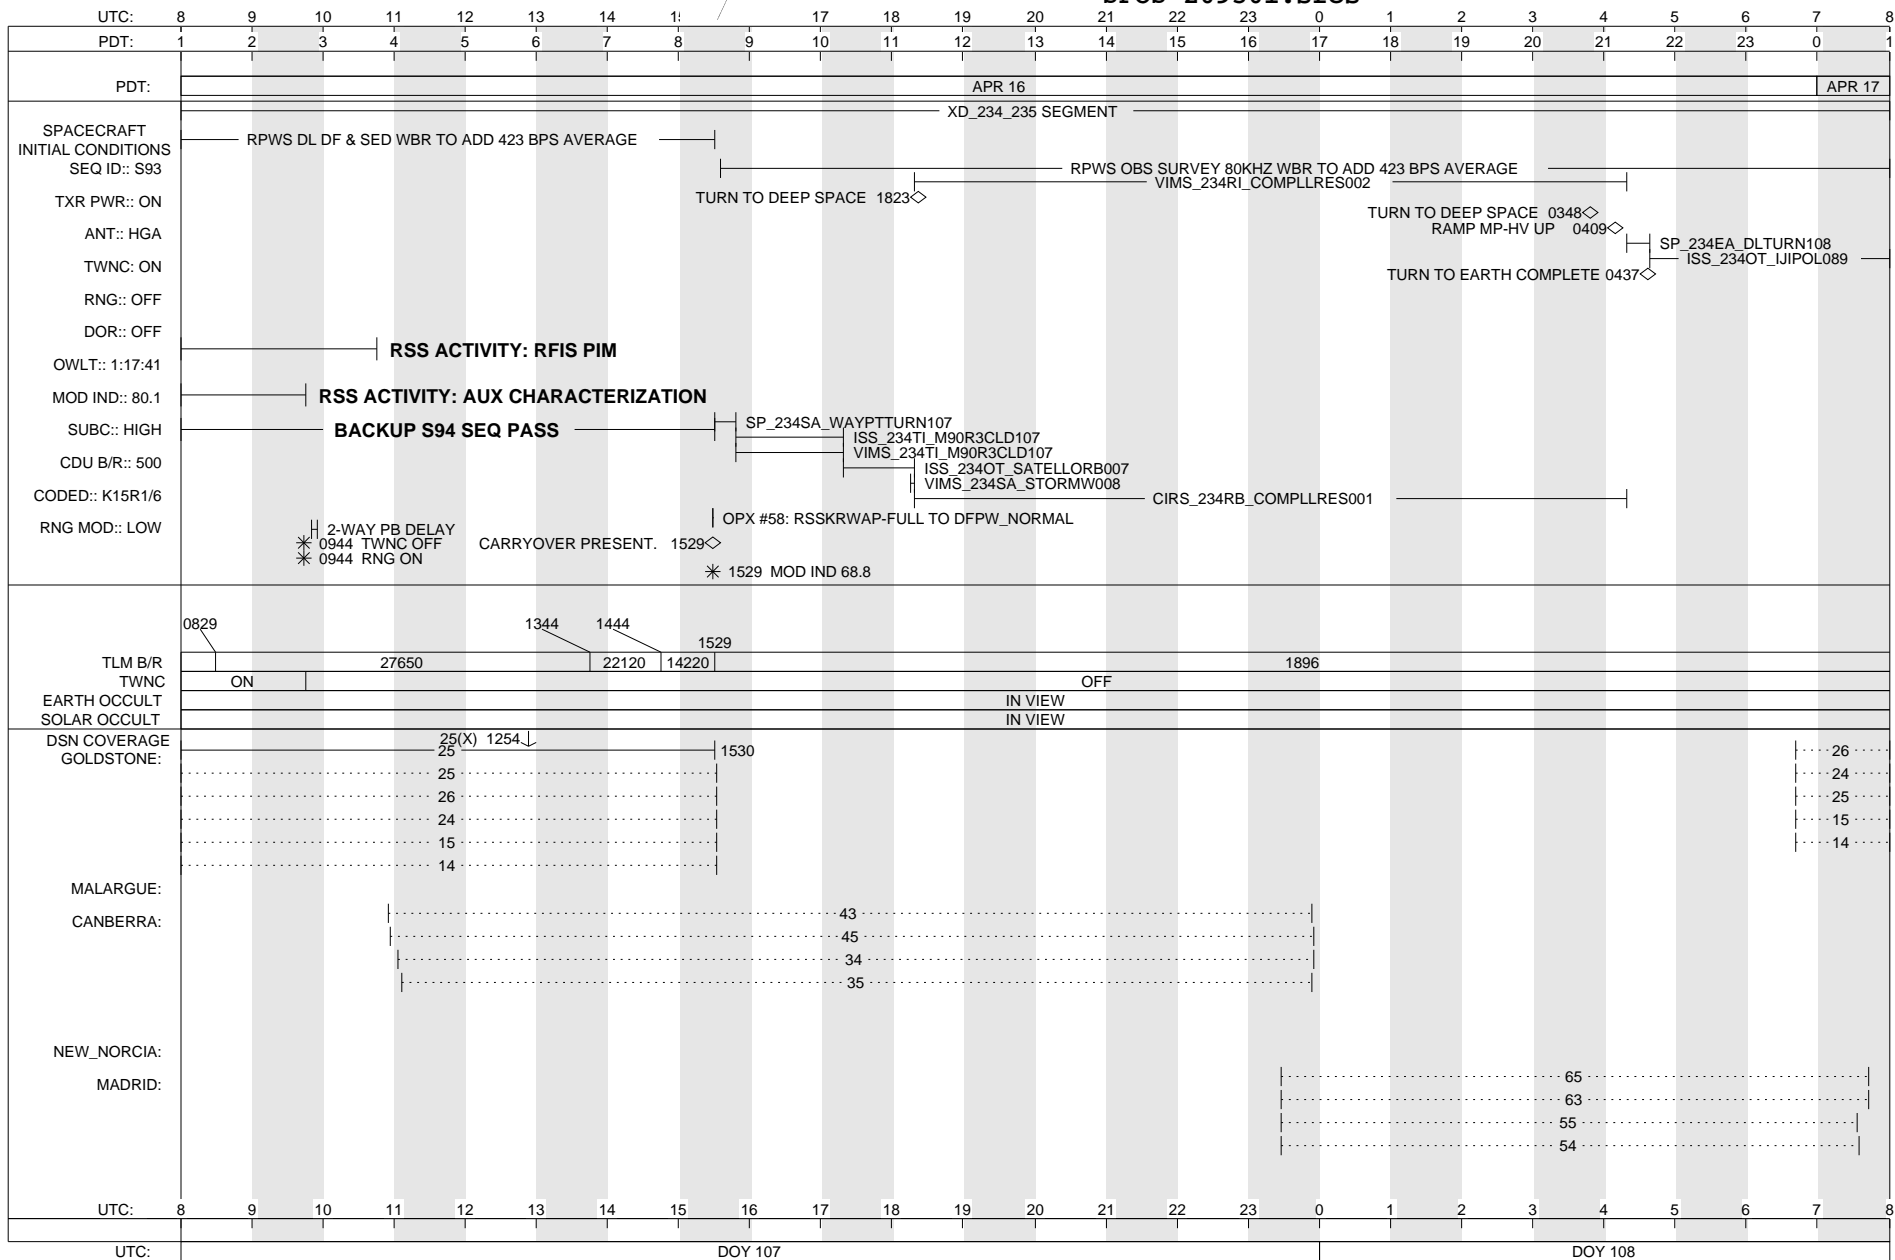 UTC: 8 9 10 11 12 13 14 17 18 19 20 21 22 23 0 1 2 3 4 5 6 7 8
PDT: 1 2 3 4 5 6 7 8 9 10 11 12 13 14 15 16 17 18 19 20 21 22 23 0 1
PDT: APR 16 APR 17
XD_234_235 SEGMENT
SPACECRAFT
INITIAL CONDITIONS
RPWS DL DF & SED WBR TO ADD 423 BPS AVERAGE
SEQ ID:: S93
RPWS OBS SURVEY 80KHZ WBR TO ADD 423 BPS AVERAGE
VIMS_234RI_COMPLLRES002
TURN TO DEEP SPACE 1823
TXR PWR:: ON
TURN TO DEEP SPACE 0348
RAMP MP-HV UP 0409
ANT:: HGA
SP_234EA_DLTURN108
ISS_234OT_IJIPOL089
TWNC: ON
TURN TO EARTH COMPLETE 0437
RNG:: OFF
DOR:: OFF
RSS ACTIVITY: RFIS PIM
OWLT:: 1:17:41
MOD IND:: 80.1
RSS ACTIVITY: AUX CHARACTERIZATION
SP_234SA_WAYPTTURN107
SUBC:: HIGH
BACKUP S94 SEQ PASS
ISS_234TI_M90R3CLD107
VIMS_234TI_M90R3CLD107
CDU B/R:: 500
ISS_234OT_SATELLORB007
VIMS_234SA_STORMW008
CODED:: K15R1/6
CIRS_234RB_COMPLLRES001
OPX #58: RSSKRWAP-FULL TO DFPW_NORMAL
RNG MOD:: LOW
2-WAY PB DELAY
0944 TWNC OFF
CARRYOVER PRESENT. 1529
0944 RNG ON
1529 MOD IND 68.8
0829 1344 1444
1529
TLM B/R 27650 22120 14220 1896
TWNC ON OFF
EARTH OCCULT IN VIEW
SOLAR OCCULT IN VIEW
DSN COVERAGE
25(X) 1254
GOLDSTONE: 25 1530 26
25 24
26 25
24 15
15 14
14
MALARGUE:
CANBERRA: 43
45
34
35
NEW_NORCIA:
MADRID: 65
63
55
54
UTC: 8 9 10 11 12 13 14 15 16 17 18 19 20 21 22 23 0 1 2 3 4 5 6 7 8
UTC: DOY 107 DOY 108